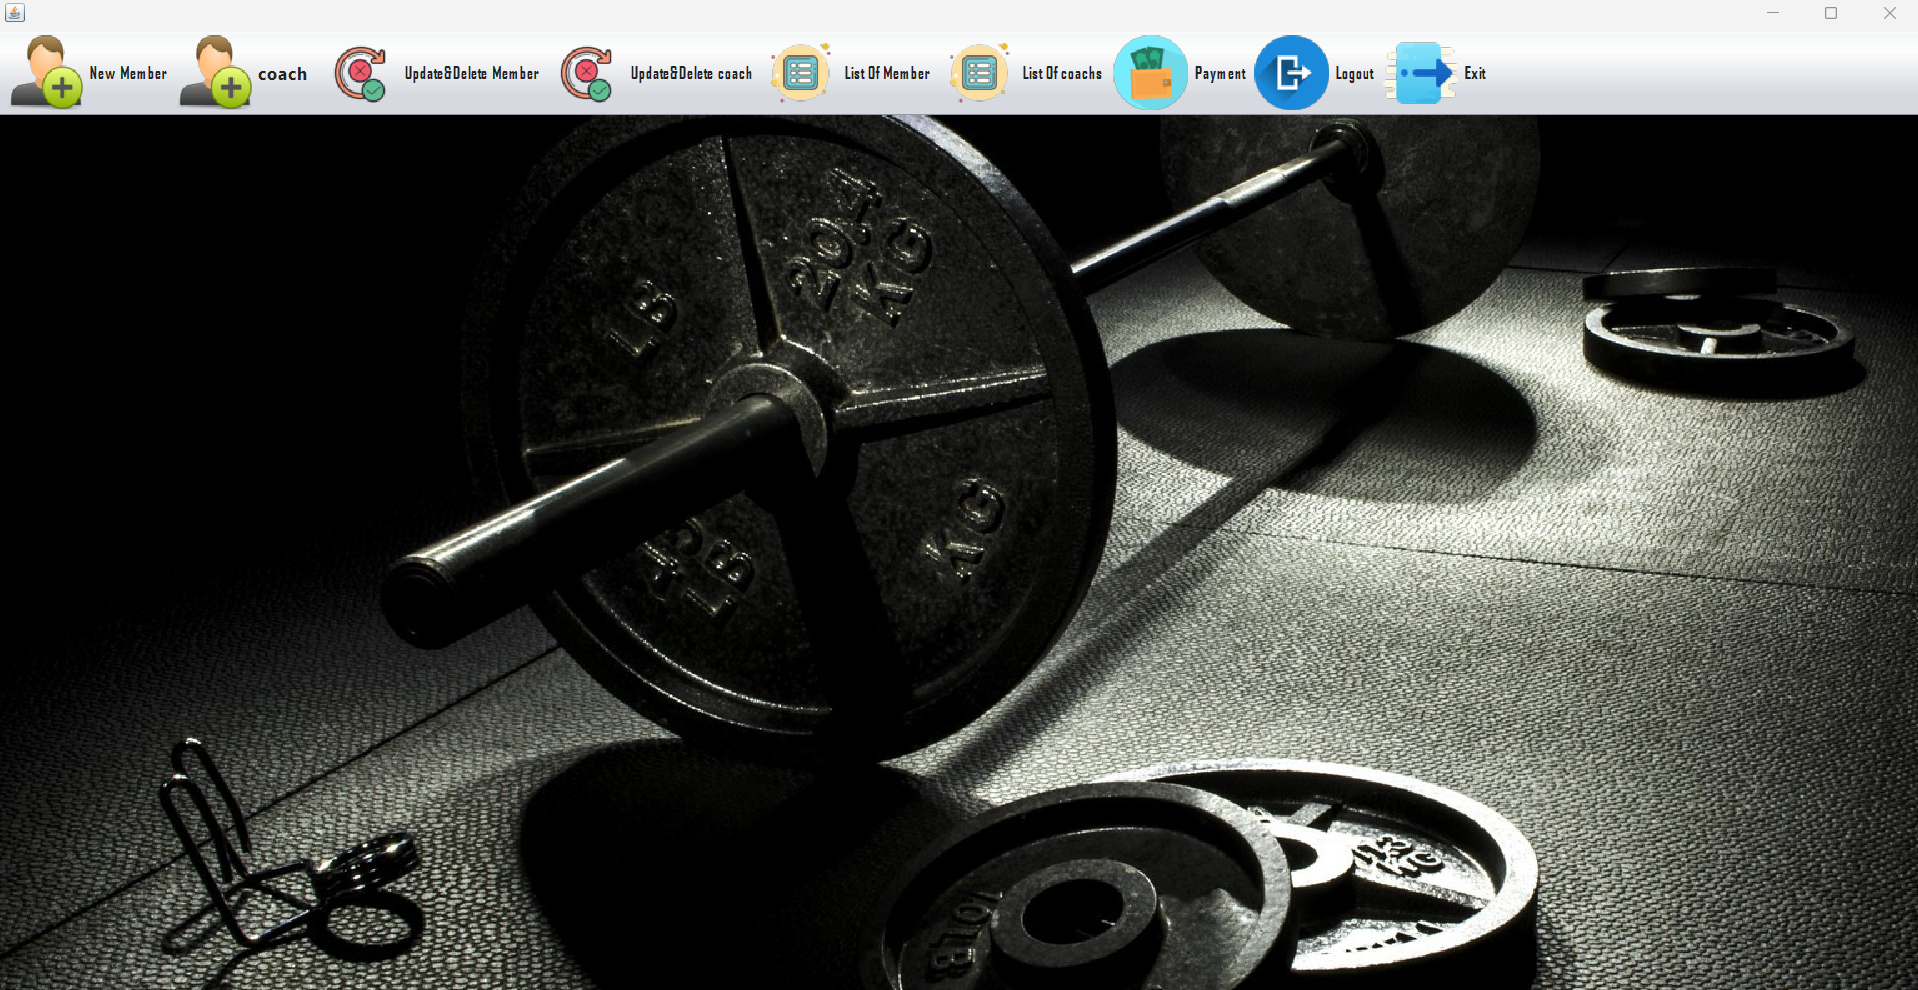 New Member coach Update&Delete Member Update&Delete coach List Of Member List Of coachs Payment Logout Exit
20.4
KG
LB
KG
LB
10LB